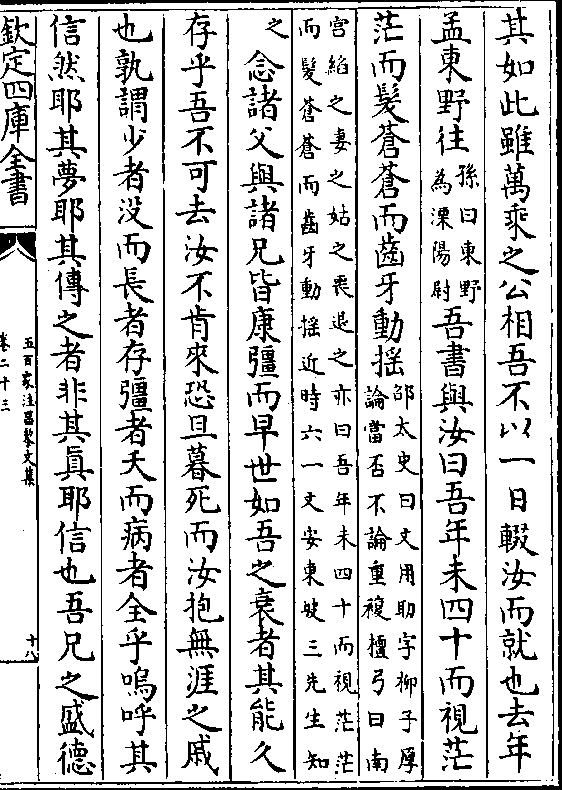 其如此雖萬乘之公相吾不以一日輟汝而就也去年
孟東野往
孫曰東野
為溧陽尉
吾書與汝曰吾年未四十而視茫
茫而髮蒼蒼而齒牙動揺
邵太史曰文用助字栁子厚
論當否不論重複檀弓曰南
宫縚之妻之姑之喪退之亦曰吾年未四十而視茫茫
而髮蒼蒼而齒牙動揺近時六一文安東坡三先生知
之
念諸父與諸兄皆康彊而早世如吾之衰者其能久
存乎吾不可去汝不肯來恐旦暮死而汝抱無涯之戚
也孰謂少者没而長者存彊者夭而病者全乎嗚呼其
信然耶其夢耶其傳之者非其真耶信也吾兄之盛德
欽定四庫全書
五百家注昌黎文集
卷二十三
十八